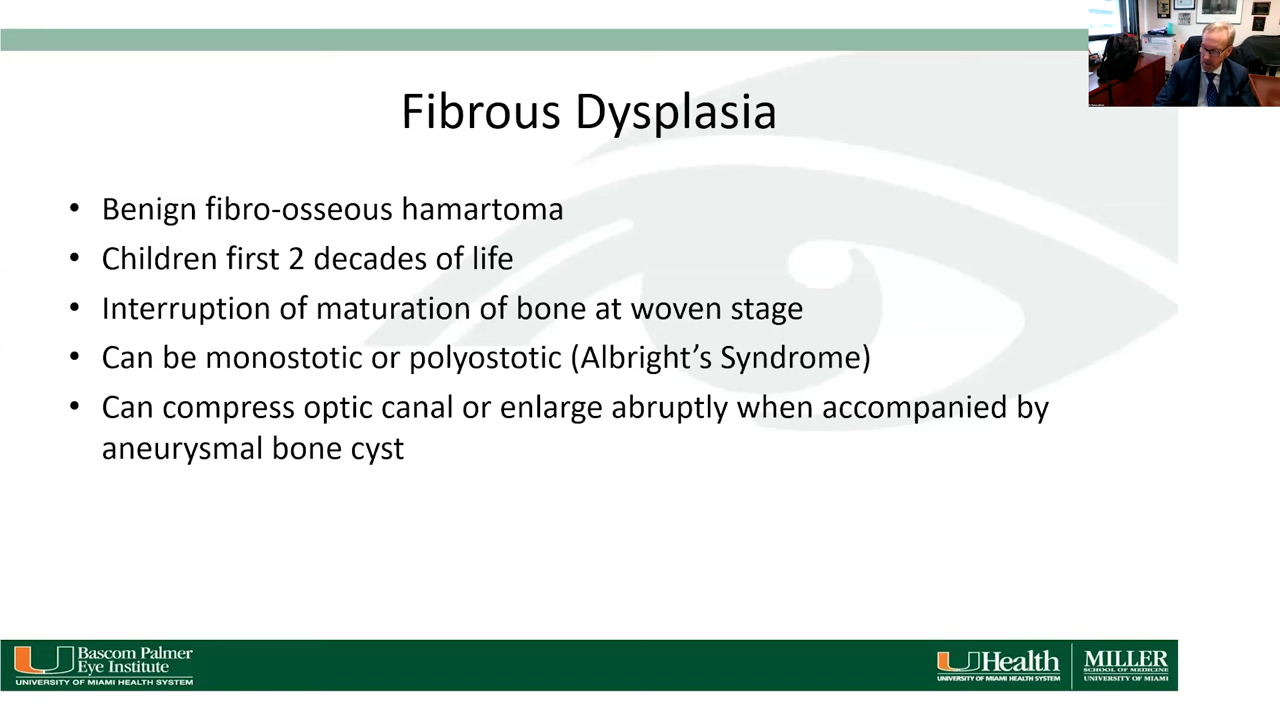 Fibrous Dysplasia
• Benign fibro-osseous hamartoma
• Children first 2 decades of life
• Interruption of maturation of bone at woven stage
• Can be monostotic or polyostotic (Albright’s Syndrome)
• Can compress optic canal or enlarge abruptly when accompanied by
aneurysmal bone cyst
Bascom Palmer
Eye Institute
UNIVERSITY OF MIAMI HEALTH SYSTEM
UHealth
UNIVERSITY OF MIAMI HEALTH SYSTEM
MILLER
SCHOOL OF MEDICINE
UNIVERSITY OF MIAMI